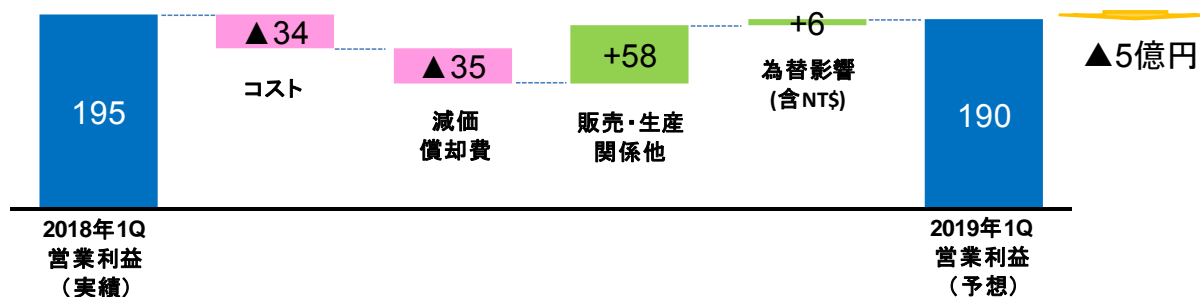 ▲34
+6
▲5億円
195
コスト
▲35
減価
償却費
+58
販売・生産
関係他
為替影響
(含NT$)
190
2018年1Q
営業利益
（実績）
2019年1Q
営業利益
（予想）